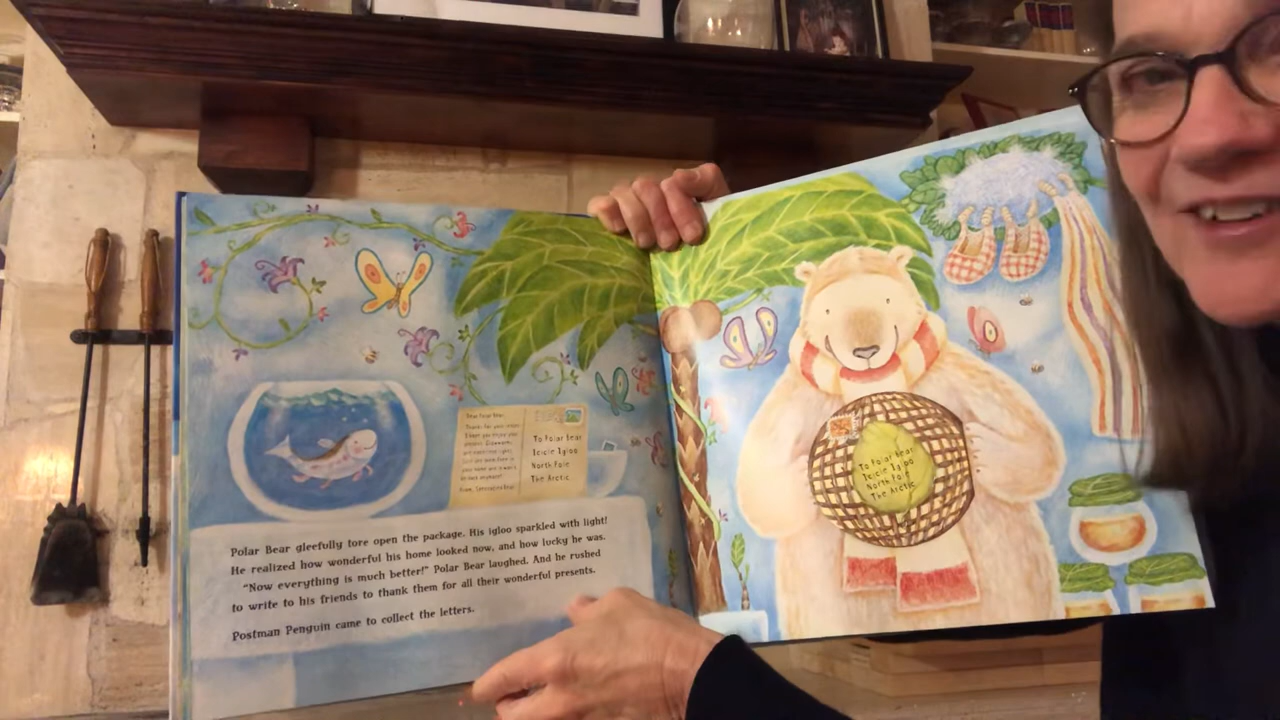 Dear Polar Bear,
To Polar Bear
Icicle Igloo
North Pole
The Arctic
Polar Bear gleefully tore open the package. His igloo sparkled with light!
He realized how wonderful his home looked now, and how lucky he was.
"Now everything is much better!" Polar Bear laughed. And he rushed
to write to his friends to thank them for all their wonderful presents.
Postman Penguin came to collect the letters.
To Polar Bear
Icicle Igloo
North Pole
The Arctic